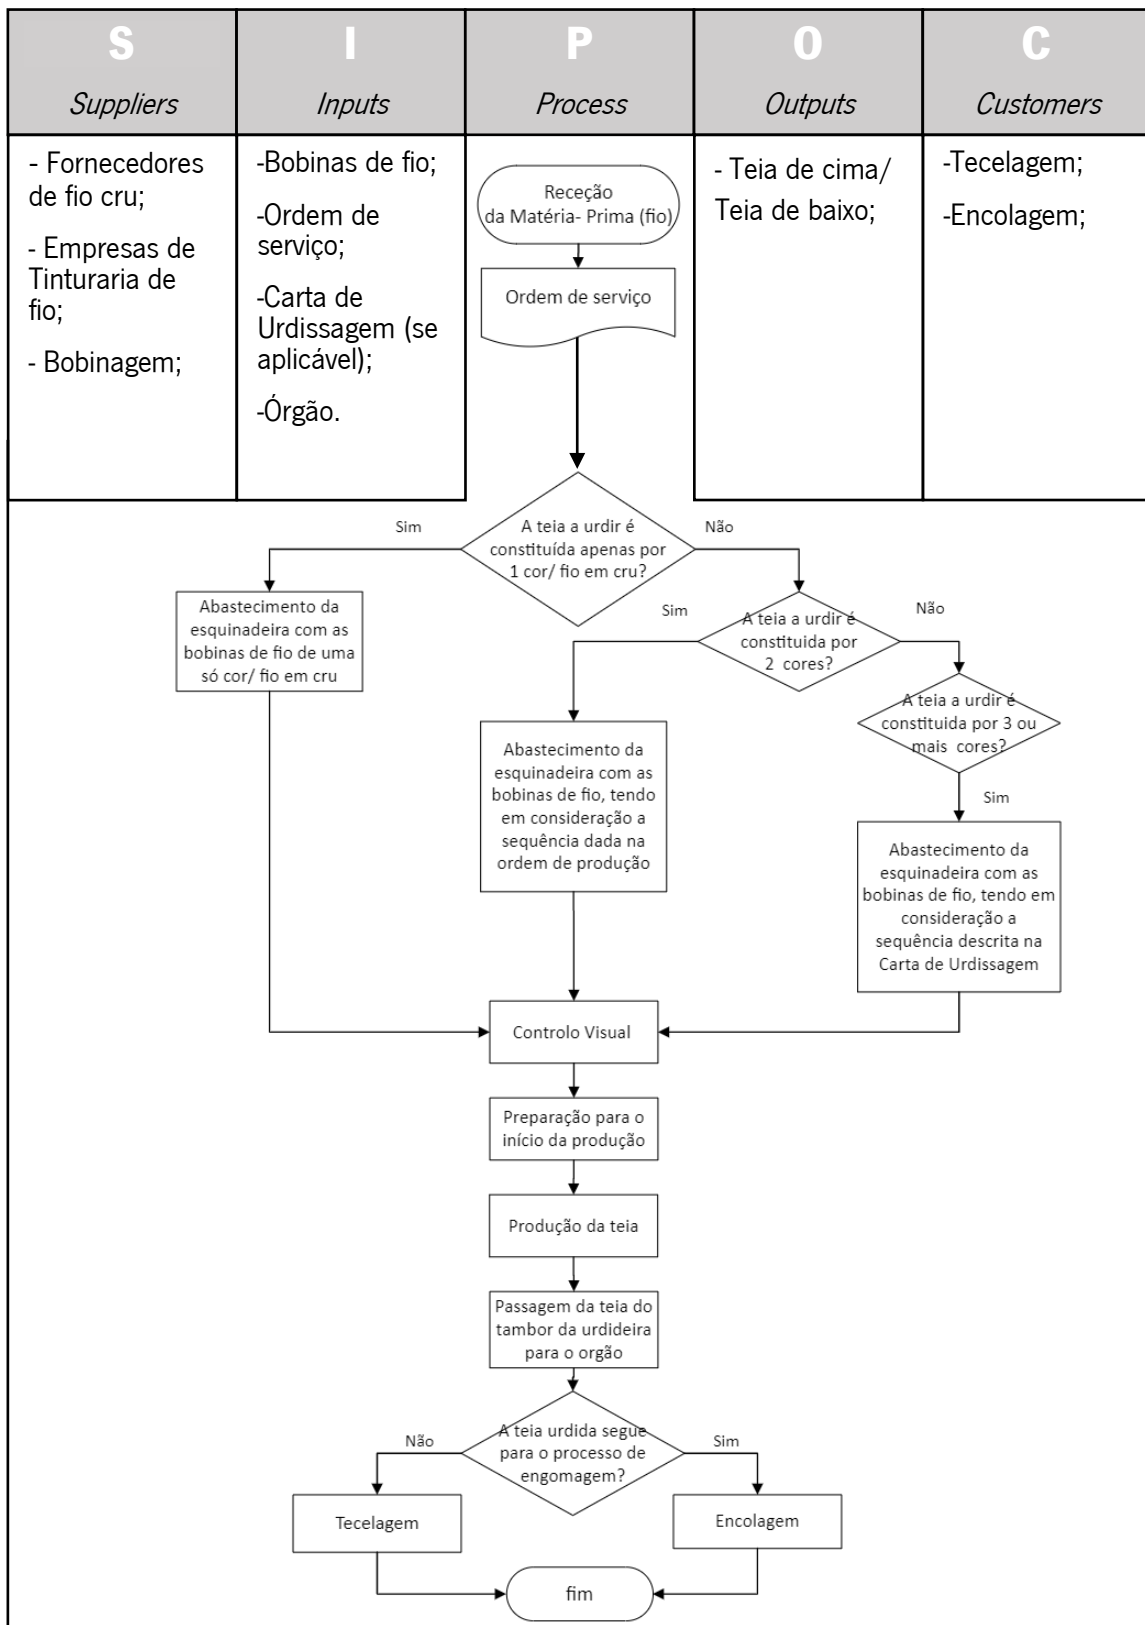 S
Suppliers
I
Inputs
P
Process
O
Outputs
C
Customers
- Fornecedores
de fio cru;
- Empresas de
Tinturaria de
fio;
- Bobinagem;
-Bobinas de fio;
-Ordem de
serviço;
-Carta de
Urdissagem (se
aplicável);
-Órgão.
Receção
da Matéria- Prima (fio)
Ordem de serviço
- Teia de cima/
Teia de baixo;
-Tecelagem;
-Encolagem;
A teia a urdir é
constituída apenas por
1 cor/ fio em cru?
Sim
Não
Abastecimento da
esquinadeira com as
bobinas de fio de uma
só cor/ fio em cru
A teia a urdir é
constituida por
2 cores?
Sim
Não
A teia a urdir é
constituida por 3 ou
mais cores?
Sim
Abastecimento da
esquinadeira com as
bobinas de fio, tendo
em consideração a
sequência dada na
ordem de produção
Abastecimento da
esquinadeira com as
bobinas de fio, tendo em
consideração a
sequência descrita na
Carta de Urdissagem
Controlo Visual
Preparação para o
início da produção
Produção da teia
Passagem da teia do
tambor da urdideira
para o orgão
A teia urdida segue
para o processo de
engomagem?
Não
Sim
Tecelagem
Encolagem
fim